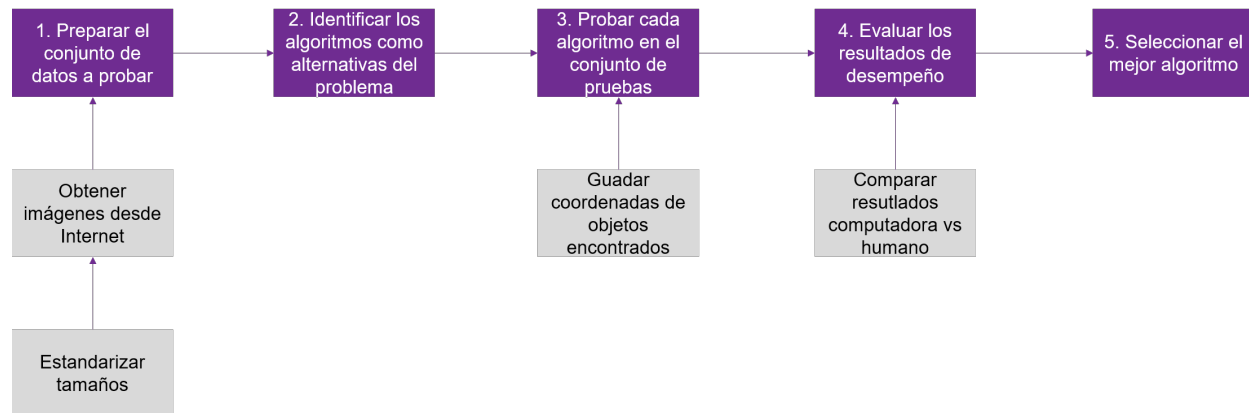 1. Preparar el
conjunto de
datos a probar
2. Identificar los
algoritmos como
alternativas del
problema
3. Probar cada
algoritmo en el
conjunto de
pruebas
4. Evaluar los
resultados de
desempeño
5. Seleccionar el
mejor algoritmo
Obtener
imágenes desde
Internet
Guadar
coordenadas de
objetos
encontrados
Comparar
resutlados
computadora vs
humano
Estandarizar
tamaños